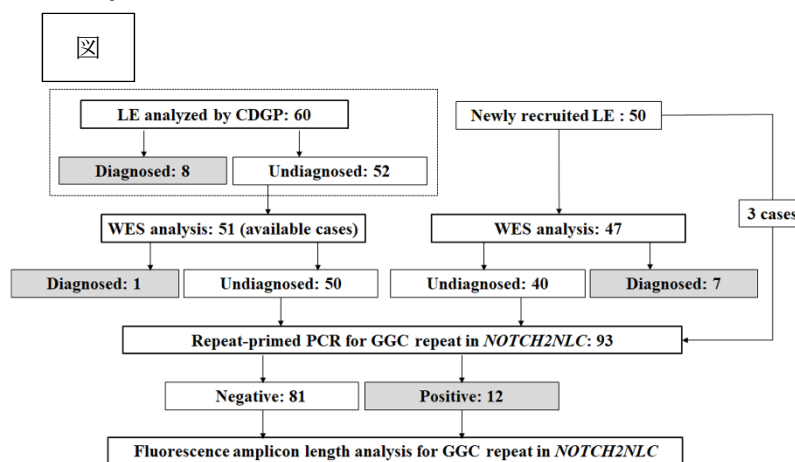 図
LE analyzed by CDGP: 60
Newly recruited LE : 50
Diagnosed: 8
Undiagnosed: 52
3 cases
WES analysis: 51 (available cases)
WES analysis: 47
Diagnosed: 1
Undiagnosed: 50
Undiagnosed: 40
Diagnosed: 7
Repeat-primed PCR for GGC repeat in NOTCH2NLC: 93
Negative: 81
Positive: 12
Fluorescence amplicon length analysis for GGC repeat in NOTCH2NLC